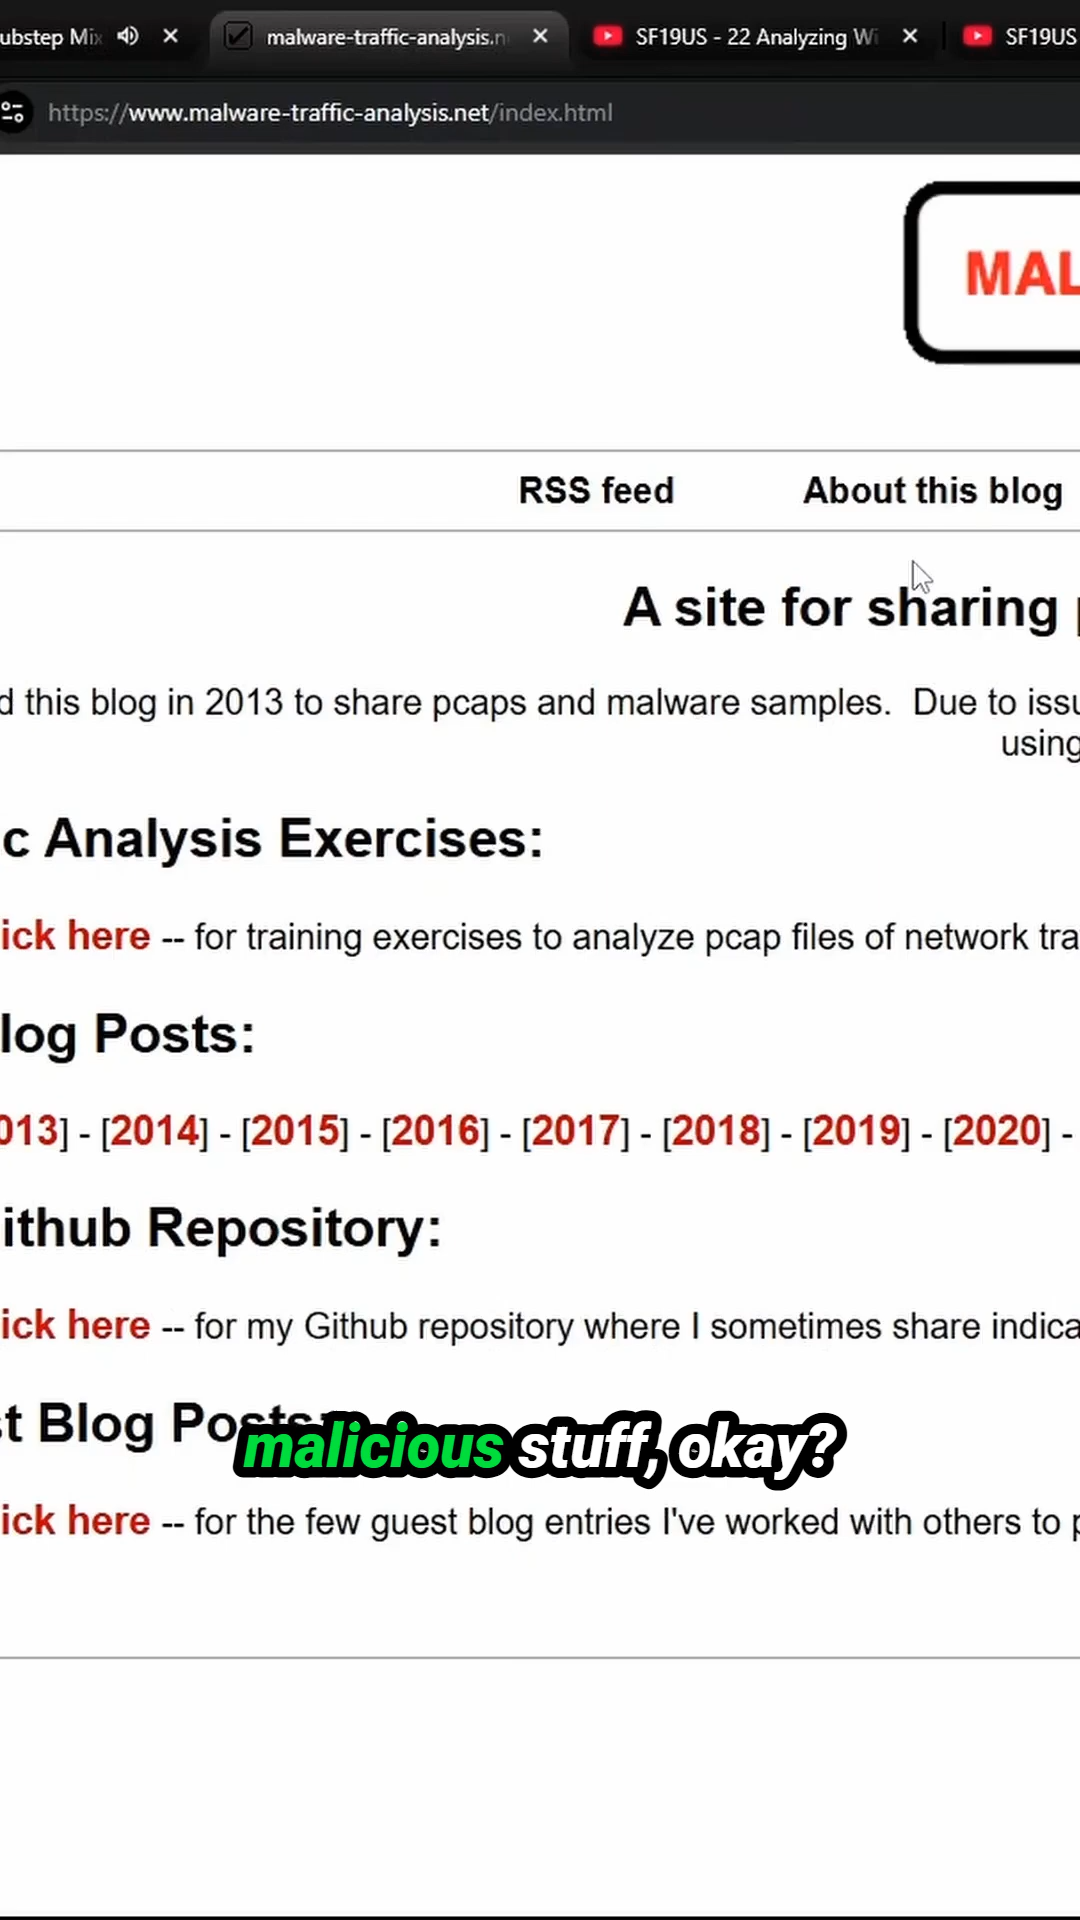 ubstep Mix
malware-traffic-analysis.n
SF19US - 22 Analyzing Wi
SF19US
https://www.malware-traffic-analysis.net/index.html
MAL
RSS feed
About this blog
A site for sharing
d this blog in 2013 to share pcaps and malware samples.  Due to issu
using
c Analysis Exercises:
ick here -- for training exercises to analyze pcap files of network tra
log Posts:
013] - [2014] - [2015] - [2016] - [2017] - [2018] - [2019] - [2020] -
ithub Repository:
ick here -- for my Github repository where I sometimes share indica
st Blog Posts:
malicious stuff, okay?
ick here -- for the few guest blog entries I've worked with others to p